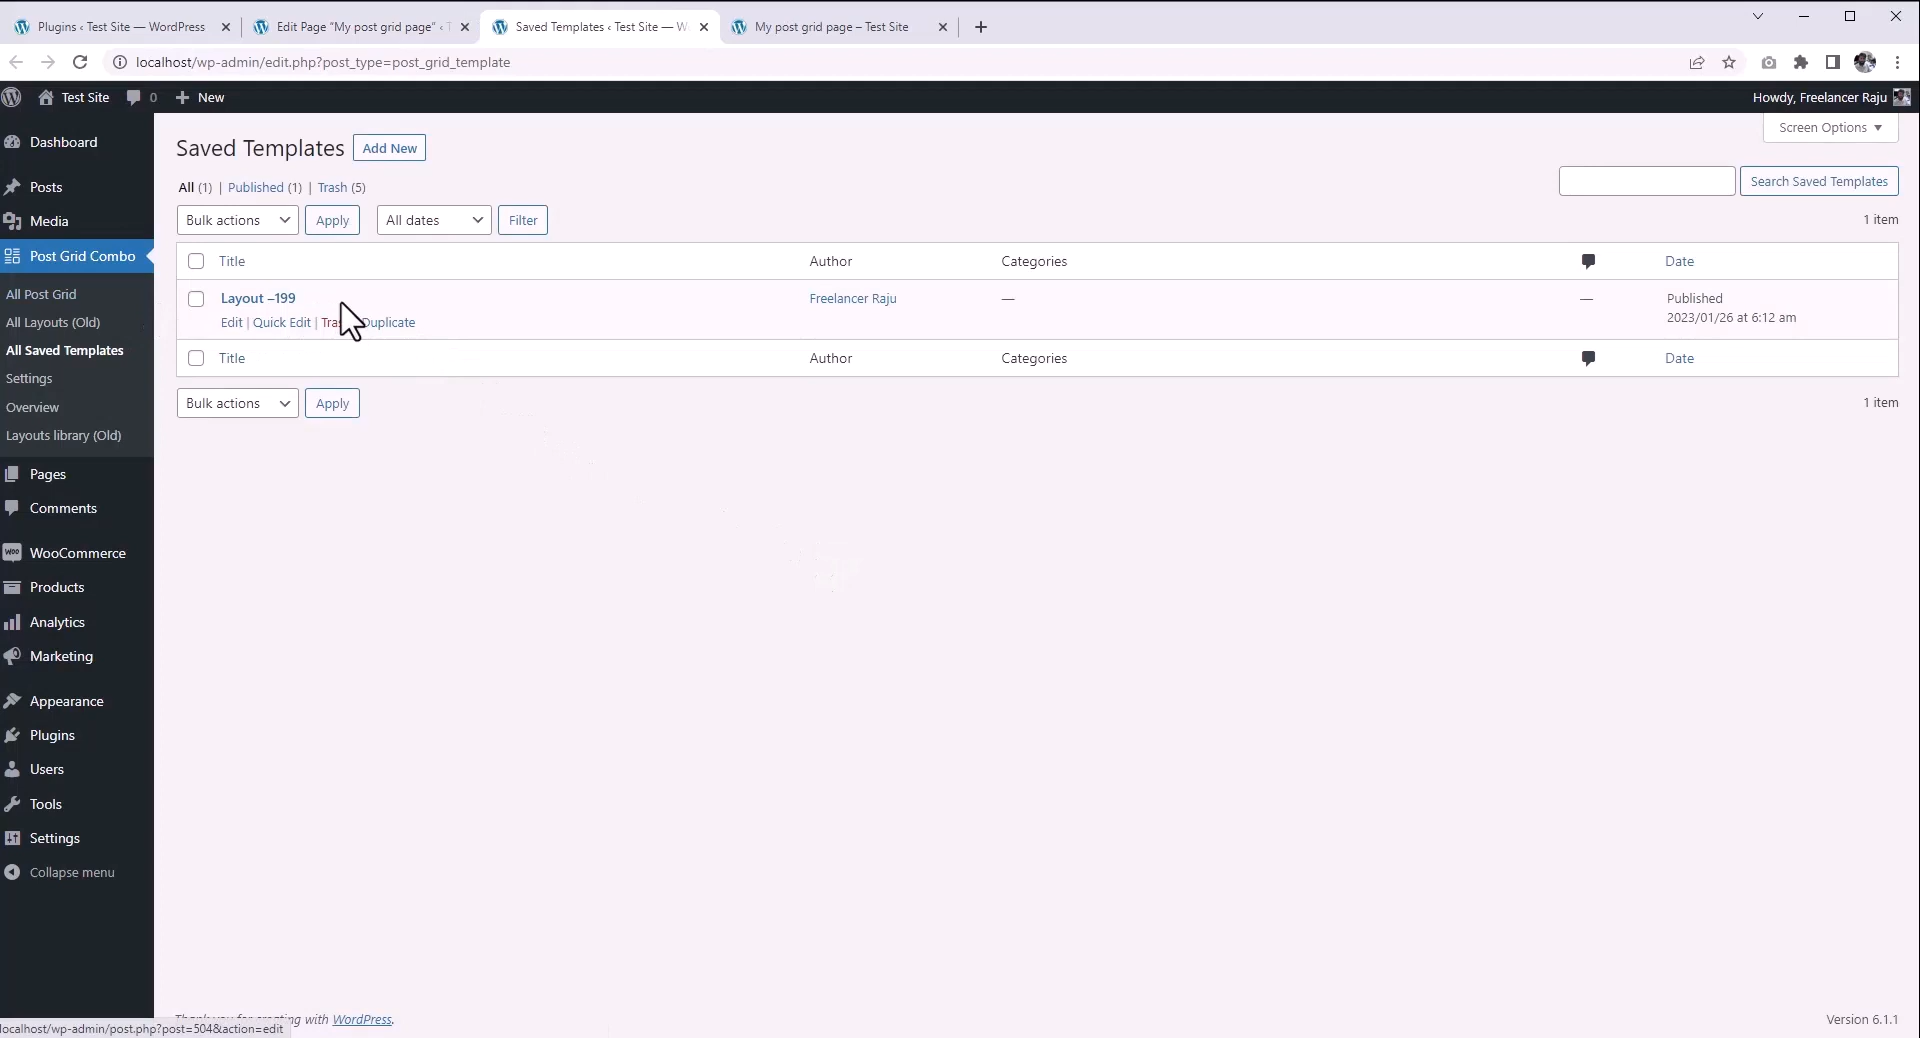 Plugins ‹ Test Site — WordPress
Edit Page “My post grid page” ‹ T
Saved Templates ‹ Test Site — W
My post grid page – Test Site
localhost/wp-admin/edit.php?post_type=post_grid_template
Test Site
0
New
Howdy, Freelancer Raju
Screen Options ▼
Dashboard
Posts
Media
Post Grid Combo
All Post Grid
All Layouts (Old)
All Saved Templates
Settings
Overview
Layouts library (Old)
Pages
Comments
Woo WooCommerce
Products
Analytics
Marketing
Appearance
Plugins
Users
Tools
Settings
Collapse menu
Saved Templates
Add New
All (1) | Published (1) | Trash (5)
Search Saved Templates
Bulk actions
Apply
All dates
Filter
1 item
Title Author Categories Date
Layout –199 Freelancer Raju — — Published
2023/01/26 at 6:12 am
Edit | Quick Edit | Duplicate
Title Author Categories Date
Bulk actions
Apply
1 item
creating with WordPress.
Version 6.1.1
localhost/wp-admin/post.php?post=504&action=edit